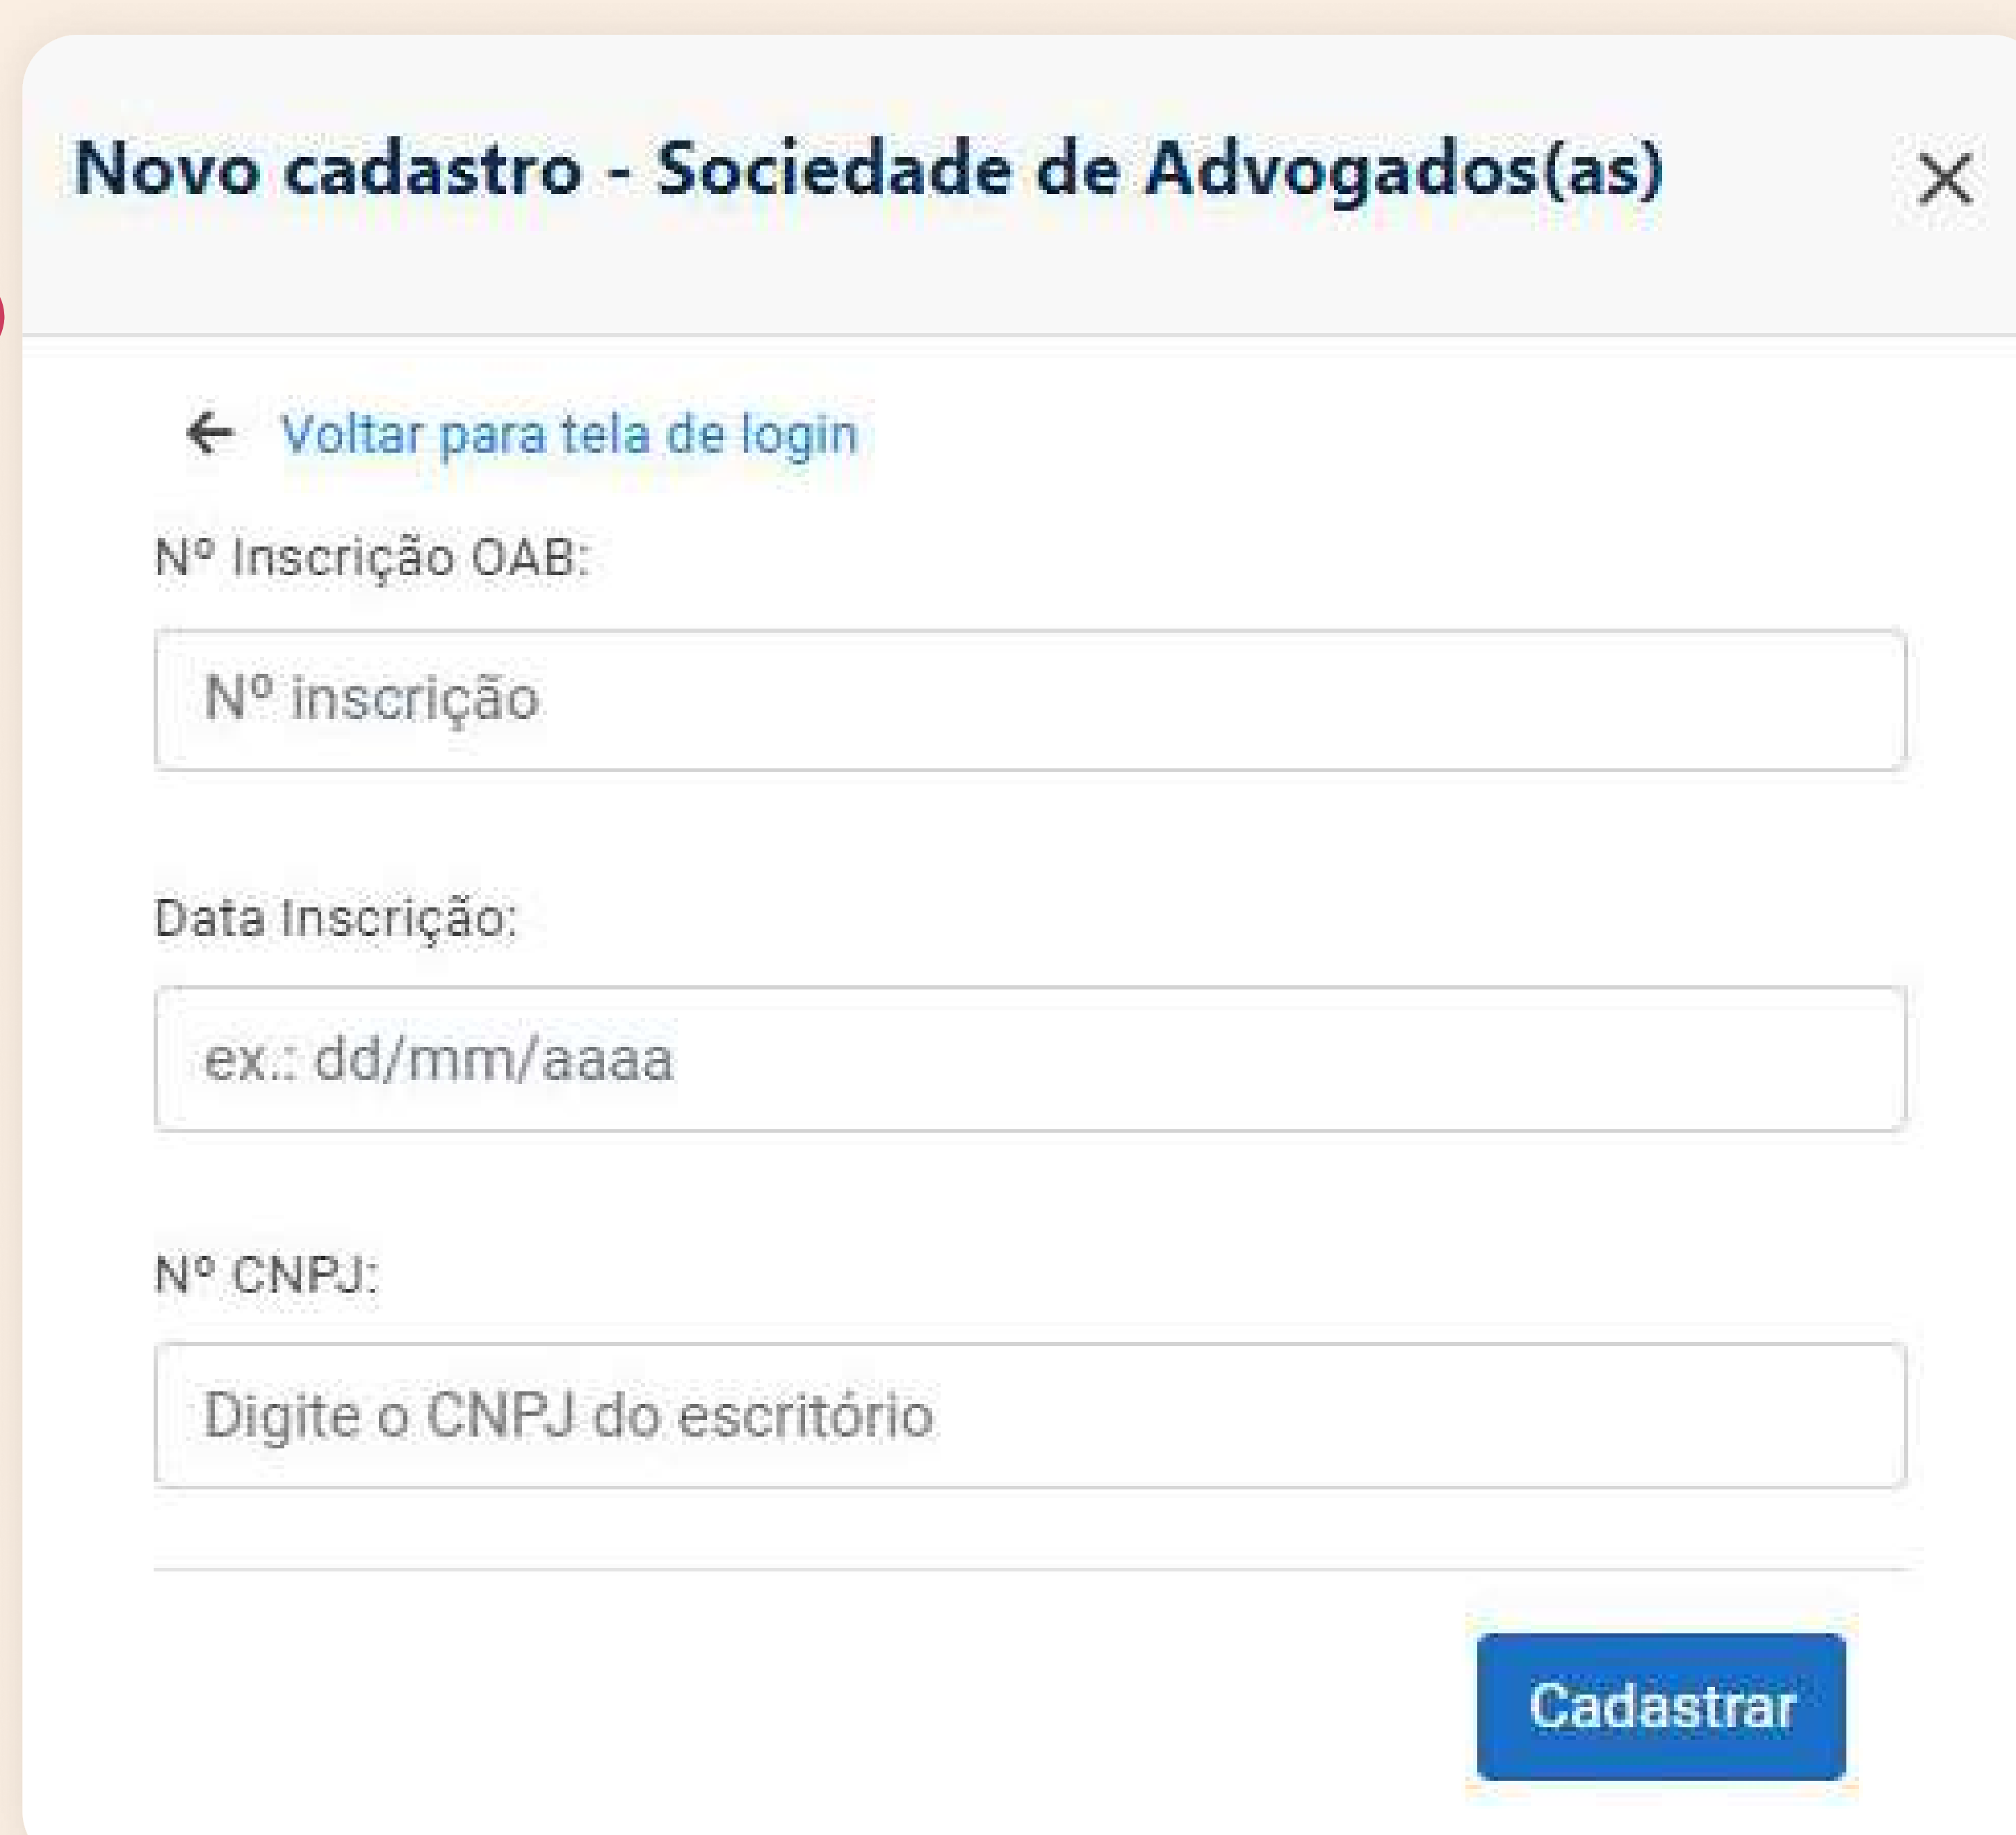 Novo cadastro - Sociedade de Advogados(as)
Voltar para tela de login
Nº Inscrição OAB:
Nº inscrição
Data Inscrição:
ex.: dd/mm/aaaa
Nº CNPJ:
Digite o CNPJ do escritório
Cadastrar